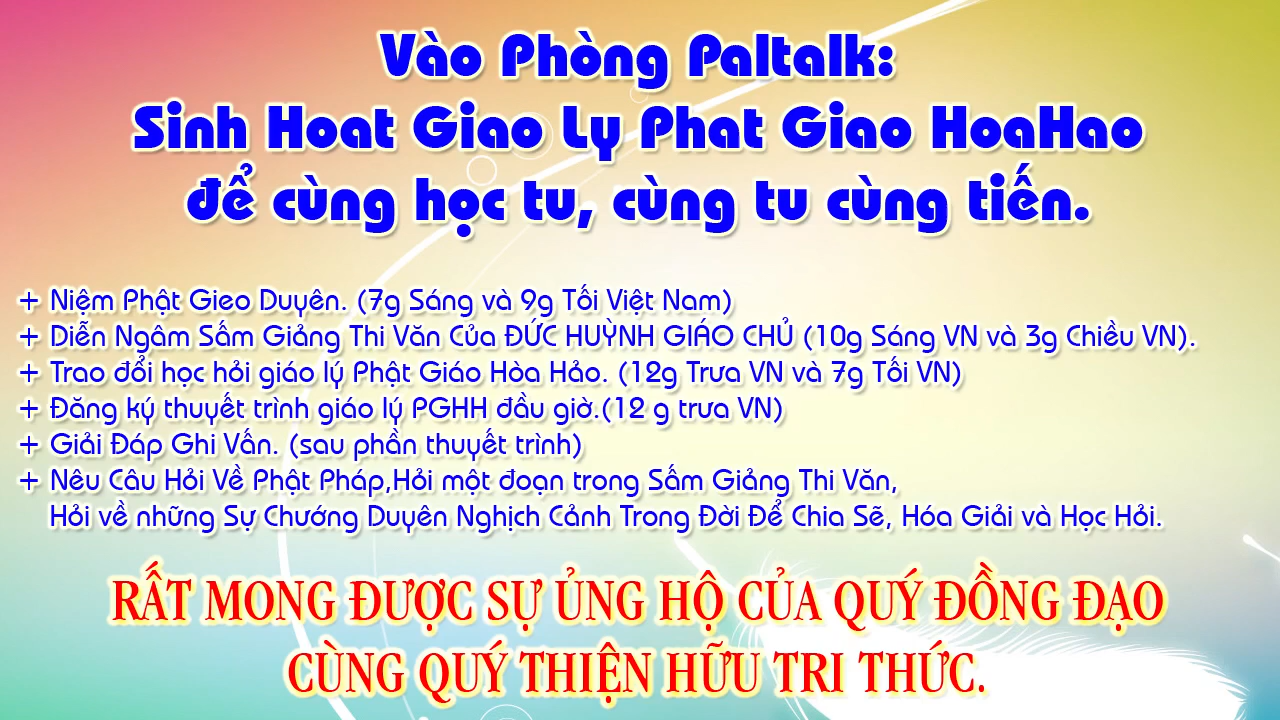 Vào Phòng Paltalk:
Sinh Hoat Giao Ly Phat Giao HoaHao
để cùng học tu, cùng tu cùng tiến.
+ Niệm Phật Gieo Duyên. (7g Sáng và 9g Tối Việt Nam)
+ Diễn Ngâm Sấm Giảng Thi Văn Của ĐỨC HUỲNH GIÁO CHỦ (10g Sáng VN và 3g Chiều VN).
+ Trao đổi học hỏi giáo lý Phật Giáo Hòa Hảo. (12g Trưa VN và 7g Tối VN)
+ Đăng ký thuyết trình giáo lý PGHH đầu giờ.(12 g trưa VN)
+ Giải Đáp Ghi Vấn. (sau phần thuyết trình)
+ Nêu Câu Hỏi Về Phật Pháp,Hỏi một đoạn trong Sấm Giảng Thi Văn,
Hỏi về những Sự Chướng Duyên Nghịch Cảnh Trong Đời Để Chia Sẽ, Hóa Giải và Học Hỏi.
RẤT MONG ĐƯỢC SỰ ỦNG HỘ CỦA QUÝ ĐỒNG ĐẠO
CÙNG QUÝ THIỆN HỮU TRI THỨC.